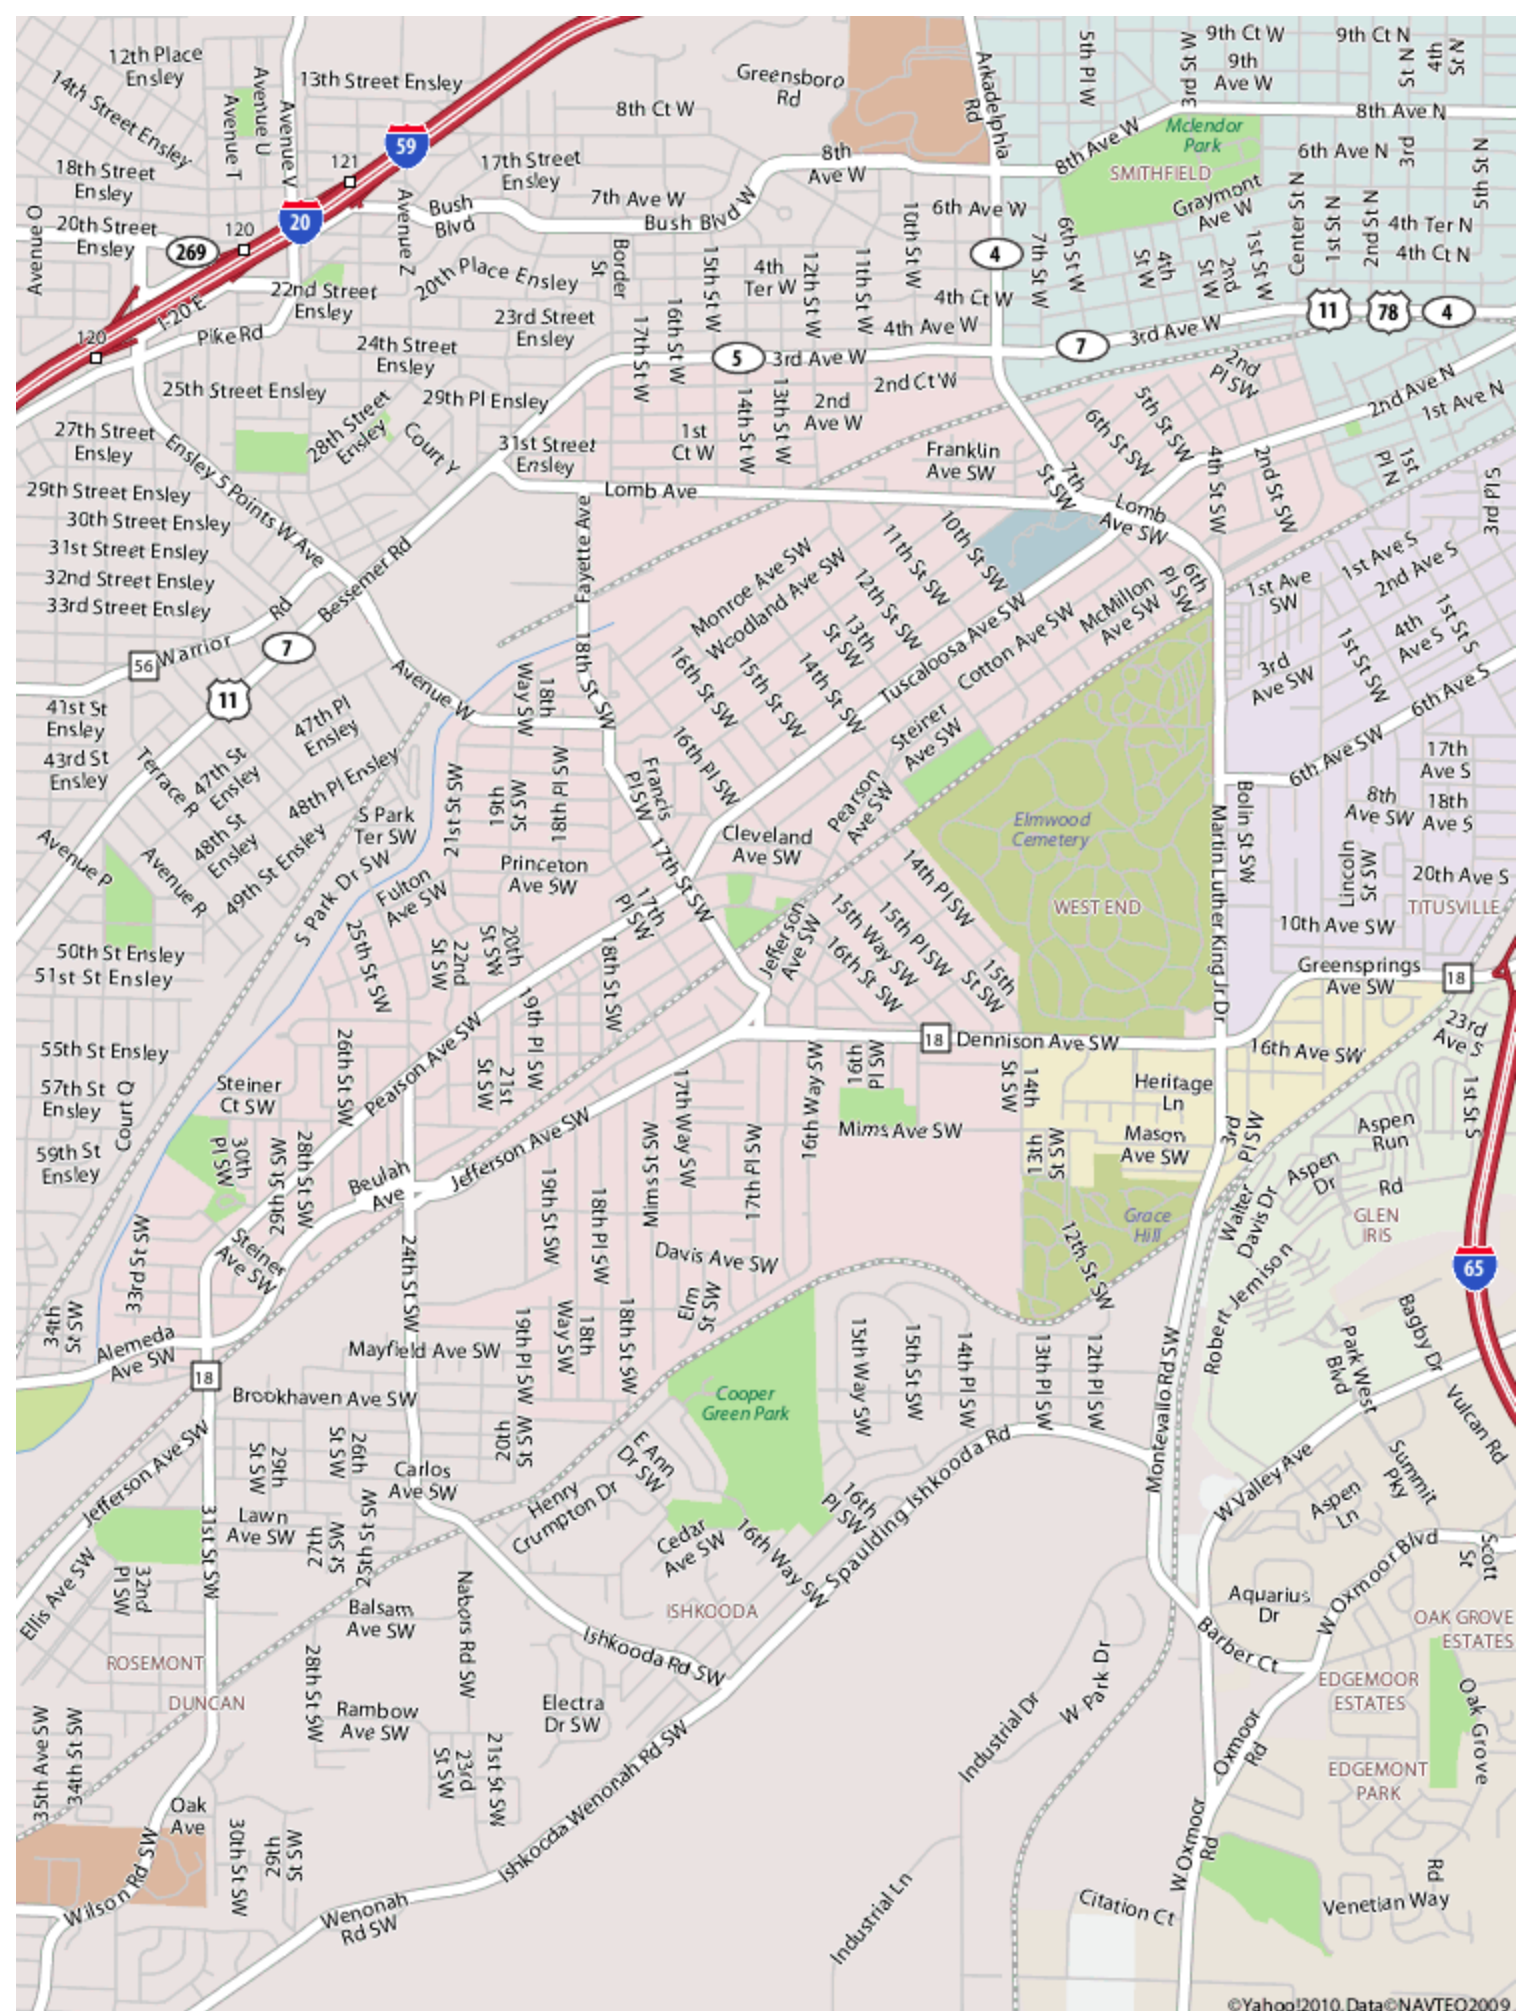 12th Place
Ensley
14th Street Ensley
Avenue U
Avenue T
Avenue V
13th Street Ensley
8th Ct W
Greensboro
Rd
Arkadelphia
Rd
5th Pl W
3rd St W
9th Ct W
9th
Ave W
9th Ct N
St N
4th
St N
8th Ave N
8th Ave W
Mclendon
Park
SMITHFIELD
6th Ave N
3rd
5th St N
59
121
18th Street
Ensley
17th Street
Ensley
8th
Ave W
7th Ave W
Bush Blvd W
Bush
Blvd
Avenue Z
Graymont
Ave W
6th Ave W
10th St W
Center St N
1st St N
2nd St N
4th Ter N
4th Ct N
Avenue O
20th Street
Ensley
269
120
20
20th Place Ensley
Border
St
15th St W
4th
Ter W
12th St W
11th St W
4
7th St W
6th St W
4th
St W
2nd
St W
1st St W
I-20 E
22nd Street
Ensley
23rd Street
Ensley
16th St W
17th St W
4th Ct W
4th Ave W
11
78
4
3rd Ave W
7
120
Pike Rd
24th Street
Ensley
5
3rd Ave W
2nd Ct W
2nd
Pl SW
25th Street Ensley
29th Pl Ensley
14th St W
13th St W
2nd
Ave W
2nd Ave N
1st Ave N
27th Street
Ensley
28th Street
Ensley
Court Y
31st Street
Ensley
1st
Ct W
Franklin
Ave SW
6th St SW
5th St SW
4th St SW
2nd St SW
1st
Pl N
Ensley 5 Points W Ave
29th Street Ensley
30th Street Ensley
31st Street Ensley
32nd Street Ensley
33rd Street Ensley
Lomb Ave
7th
St SW
Lomb
Ave SW
3rd Pl S
Fayette Ave
Bessemer Rd
10th St SW
11th St SW
12th St SW
13th
St SW
14th St SW
15th St SW
16th St SW
Monroe Ave SW
Woodland Ave SW
Tuscaloosa Ave SW
Cotton Ave SW
McMillon
Ave SW
6th
Pl SW
1st Ave
SW
1st Ave S
2nd Ave S
1st St S
4th
Ave S
1st St SW
3rd
Ave SW
6th Ave S
6th Ave SW
56
Warrior
Rd
7
11
Avenue W
18th
Way SW
18th St SW
41st St
Ensley
43rd St
Ensley
Terrace R
47th St
Ensley
47th Pl
Ensley
48th Pl Ensley
48th St
Ensley
49th St Ensley
Avenue P
Avenue R
S Park
Ter SW
S Park Dr SW
21st St SW
19th
St SW
18th Pl SW
Francis
Pl SW
16th Pl SW
Steiner
Ave SW
Pearson
Ave SW
Cleveland
Ave SW
Elmwood
Cemetery
WEST END
Martin Luther King Jr Dr
Bolin St SW
17th
Ave S
8th
Ave SW
18th
Ave S
Lincoln
St SW
20th Ave S
TITUSVILLE
10th Ave SW
Princeton
Ave SW
Fulton
Ave SW
17th St SW
17th
Pl SW
14th Pl SW
15th Way SW
15th Pl SW
15th
St SW
16th St SW
Jefferson
Ave SW
50th St Ensley
51st St Ensley
25th St SW
22nd
St SW
20th
St SW
18th St SW
19th Pl SW
Greensprings
Ave SW
18
23rd
Ave S
16th Ave SW
55th St Ensley
57th St
Ensley
59th St
Ensley
Court Q
Steiner
Ct SW
26th St SW
Pearson Ave SW
21st
St SW
17th Way SW
16th Way SW
16th
Pl SW
18
Dennison Ave SW
14th
St SW
Heritage
Ln
Mason
Ave SW
3rd
Pl SW
1st St S
Aspen
Run
Aspen
Dr
Rd
GLEN
IRIS
Mims Ave SW
13th
St SW
30th
Pl SW
29th St SW
28th St SW
Beulah
Ave
Jefferson Ave SW
Mims St SW
17th Pl SW
19th St SW
18th Pl SW
Grace
Hill
12th St SW
Walter
Davis Dr
Robert Jemison
65
33rd St SW
Steiner
Ave SW
24th St SW
Davis Ave SW
Elm
St SW
34th
St SW
Alemeda
Ave SW
18
Mayfield Ave SW
19th Pl SW
18th
Way SW
18th St SW
15th Way SW
15th St SW
14th Pl SW
13th Pl SW
12th Pl SW
Montevallo Rd SW
Park West
Blvd
Bagby Dr
Vulcan Rd
Brookhaven Ave SW
Cooper
Green Park
Jefferson Ave SW
29th
St SW
26th
St SW
Carlos
Ave SW
20th
St SW
E Ann
Dr SW
Henry
Crumpton Dr
16th
Pl SW
Spaulding Ishkooda Rd
W Valley Ave
Summit
Pky
Aspen
Ln
Lawn
Ave SW
27th
St SW
25th St SW
31st St SW
Cedar
Ave SW
16th Way SW
W Oxmoor Blvd
Scott
St
Ellis Ave SW
32nd
Pl SW
Balsam
Ave SW
Nabors Rd SW
ISHKOODA
Aquarius
Dr
OAK GROVE
ESTATES
Barber Ct
ROSEMONT
DUNCAN
28th St SW
Ishkooda Rd SW
EDGEMOOR
ESTATES
Rambow
Ave SW
Electra
Dr SW
Industrial Dr
W Park Dr
Oxmoor
Rd
Oak Grove
EDGEMONT
PARK
35th Ave SW
34th St SW
23rd
St SW
21st St SW
Oak
Ave
30th St SW
29th
St SW
Wilson Rd SW
Ishkooda Wenonah Rd SW
Wenonah
Rd SW
Industrial Ln
W Oxmoor
Rd
Citation Ct
Rd
Venetian Way
©Yahoo!2010,Data©NAVTEQ2009